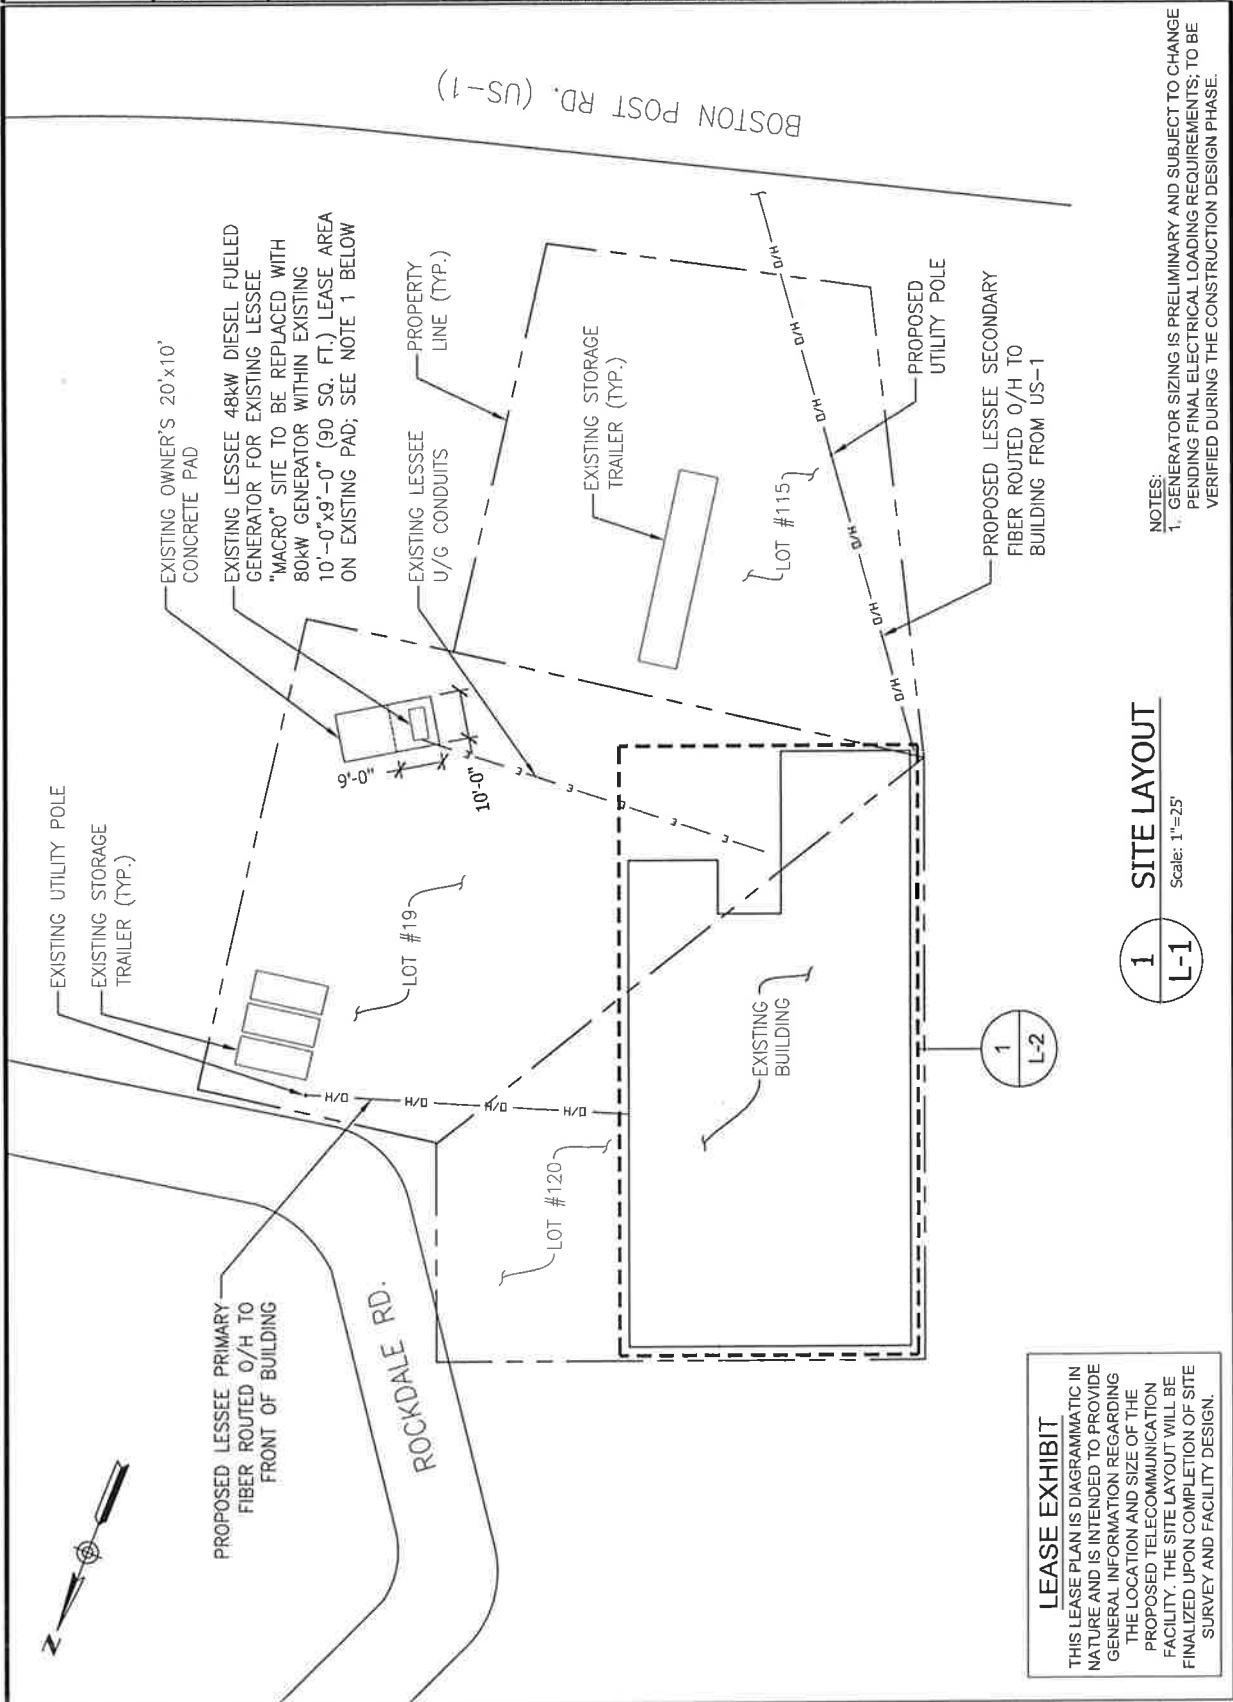 BOSTON POST RD. (US-1)
EXISTING UTILITY POLE
EXISTING STORAGE
TRAILER (TYP.)
EXISTING OWNER'S 20'x10'
CONCRETE PAD
EXISTING LESSEE 48kW DIESEL FUELED
GENERATOR FOR EXISTING LESSEE
"MACRO" SITE TO BE REPLACED WITH
80kW GENERATOR WITHIN EXISTING
10'-0"x9'-0" (90 SQ. FT.) LEASE AREA
ON EXISTING PAD; SEE NOTE 1 BELOW
EXISTING LESSEE
U/G CONDUITS
PROPERTY
LINE (TYP.)
EXISTING STORAGE
TRAILER (TYP.)
9'-0"
10'-0"
E
E
E
E
E
E
LOT #19
LOT #115
LOT #120
EXISTING
BUILDING
O/H
O/H
O/H
O/H
O/H
O/H
O/H
O/H
O/H
O/H
PROPOSED
UTILITY POLE
PROPOSED LESSEE SECONDARY
FIBER ROUTED O/H TO
BUILDING FROM US-1
PROPOSED LESSEE PRIMARY
FIBER ROUTED O/H TO
FRONT OF BUILDING
ROCKDALE RD.
N
1
L-2
1
L-1
SITE LAYOUT
Scale: 1"=25'
NOTES:
1. GENERATOR SIZING IS PRELIMINARY AND SUBJECT TO CHANGE
PENDING FINAL ELECTRICAL LOADING REQUIREMENTS; TO BE
VERIFIED DURING THE CONSTRUCTION DESIGN PHASE.
LEASE EXHIBIT
THIS LEASE PLAN IS DIAGRAMMATIC IN
NATURE AND IS INTENDED TO PROVIDE
GENERAL INFORMATION REGARDING
THE LOCATION AND SIZE OF THE
PROPOSED TELECOMMUNICATION
FACILITY. THE SITE LAYOUT WILL BE
FINALIZED UPON COMPLETION OF SITE
SURVEY AND FACILITY DESIGN.